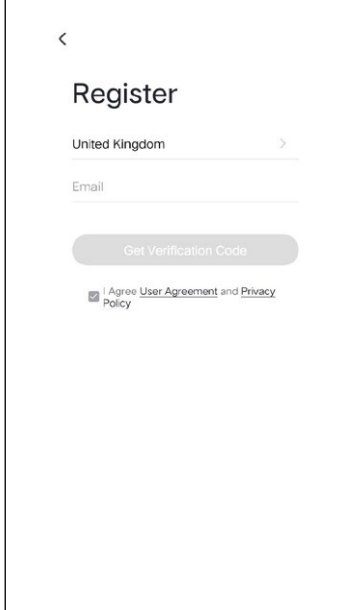 Register
United Kingdom
Email
Get Verification Code
I Agree User Agreement and Privacy
Policy